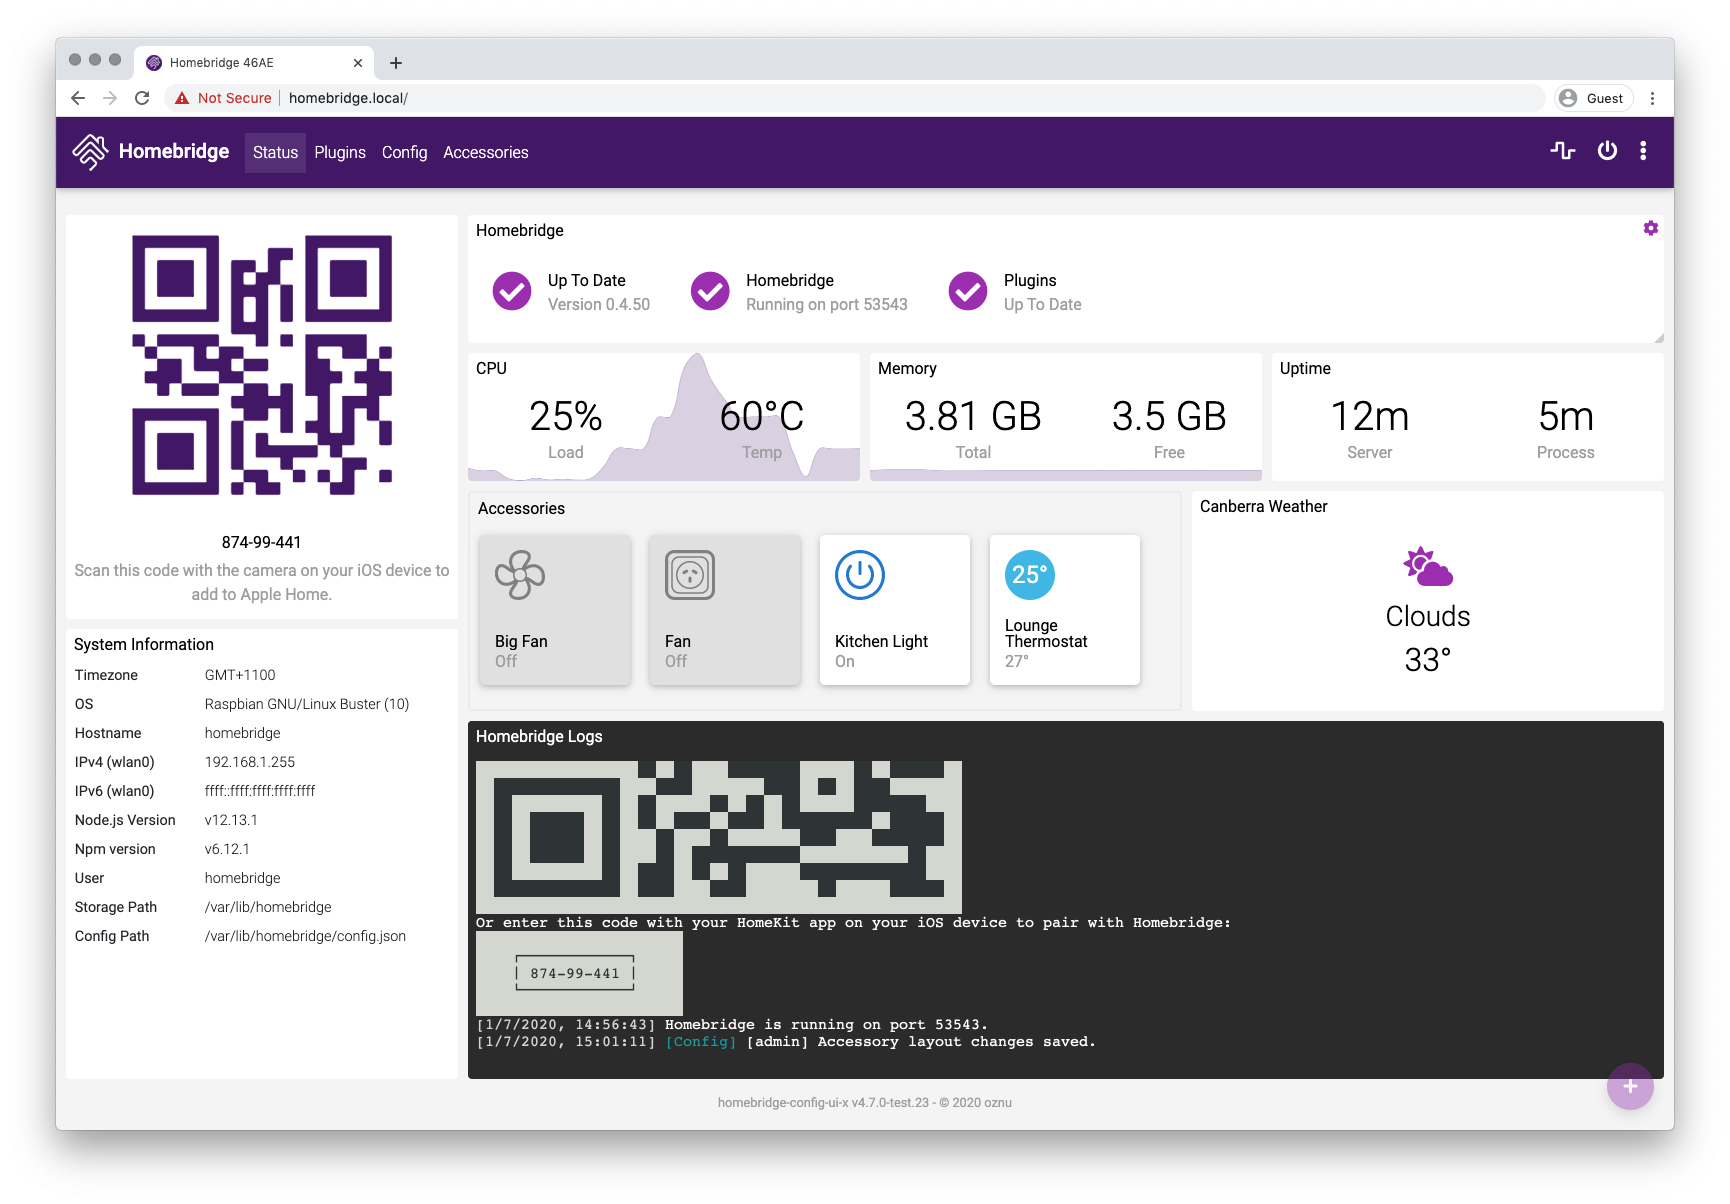 Homebridge 46AE
Not Secure
homebridge.local/
Guest
Homebridge
Status
Plugins
Config
Accessories
874-99-441
Scan this code with the camera on your iOS device to
add to Apple Home.
System Information
Timezone GMT+1100
OS Raspbian GNU/Linux Buster (10)
Hostname homebridge
IPv4 (wlan0) 192.168.1.255
IPv6 (wlan0) ffff::ffff:ffff:ffff:ffff
Node.js Version v12.13.1
Npm version v6.12.1
User homebridge
Storage Path /var/lib/homebridge
Config Path /var/lib/homebridge/config.json
Homebridge
Up To Date
Version 0.4.50
Homebridge
Running on port 53543
Plugins
Up To Date
CPU
25%
Load
60°C
Temp
Memory
3.81 GB
Total
3.5 GB
Free
Uptime
12m
Server
5m
Process
Accessories
Big Fan
Off
Fan
Off
Kitchen Light
On
25°
Lounge
Thermostat
27°
Canberra Weather
Clouds
33°
Homebridge Logs
Or enter this code with your HomeKit app on your iOS device to pair with Homebridge:
874-99-441
[1/7/2020, 14:56:43] Homebridge is running on port 53543.
[1/7/2020, 15:01:11] [Config] [admin] Accessory layout changes saved.
homebridge-config-ui-x v4.7.0-test.23 - © 2020 oznu